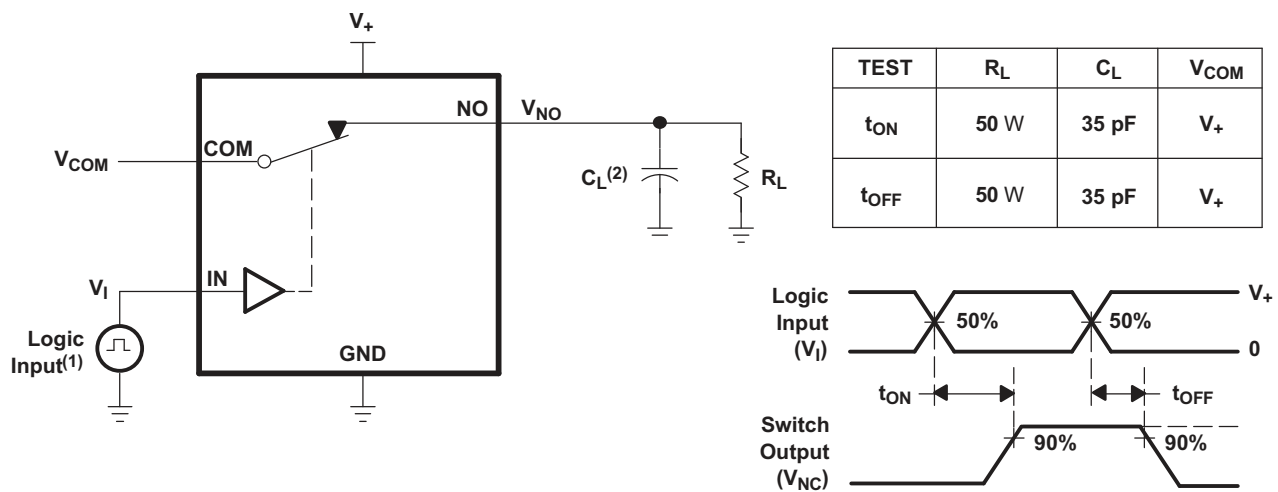 V+
NO
VNO
COM
VCOM
CL(2)
RL
IN
VI
Logic
Input(1)
GND
TEST RL CL VCOM
tON 50 W 35 pF V+
tOFF 50 W 35 pF V+
Logic
Input
(VI)
50%
50%
V+
0
tON
tOFF
Switch
Output
(VNC)
90%
90%